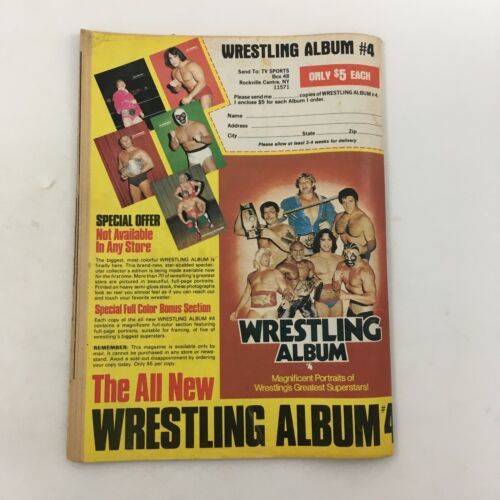 WRESTLING ALBUM #4
Send To: TV SPORTS
Box 48
Rockville Centre, NY
11571
ONLY $5 EACH
Please send me copies of WRESTLING ALBUM #4.
I enclose $5 for each Album I order.
Name
Address
City State Zip
Please allow at least 3-4 weeks for delivery
SPECIAL OFFER
Not Available
In Any Store
The biggest, most colorful WRESTLING ALBUM is
finally here. This brand-new, star-studded spectac-
ular collector's edition is being made available now
for the first time. More than 70 of wrestling's greatest
stars are pictured in beautiful, full-page portraits.
Printed on heavy semi-gloss stock, these photographs
look so real you almost feel as if you can reach out
and touch your favorite wrestler!
Special Full Color Bonus Section
Each copy of the all new WRESTLING ALBUM #4
contains a magnificent full-color section featuring
full-page portraits, suitable for framing, of five of
wrestling's biggest superstars.
REMEMBER: This magazine is available only by
mail. It cannot be purchased in any store or news-
stand. Avoid a sold out disappointment by ordering
your copy today. Only $5 per copy.
WRESTLING
ALBUM
#4
Magnificent Portraits of
Wrestling's Greatest Superstars!
The All New
WRESTLING ALBUM #4